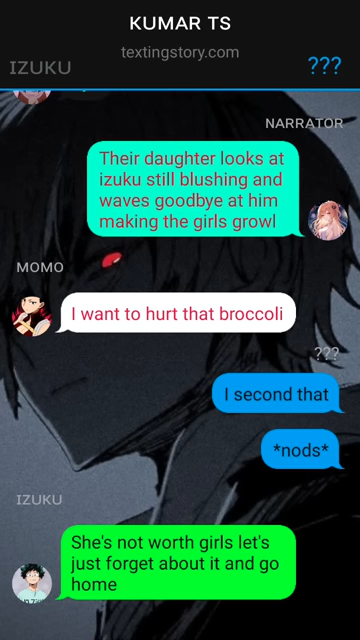 KUMAR TS
textingstory.com
IZUKU
???
NARRATOR
Their daughter looks at
izuku still blushing and
waves goodbye at him
making the girls growl
MOMO
I want to hurt that broccoli
???
I second that
*nods*
IZUKU
She's not worth girls let's
just forget about it and go
home